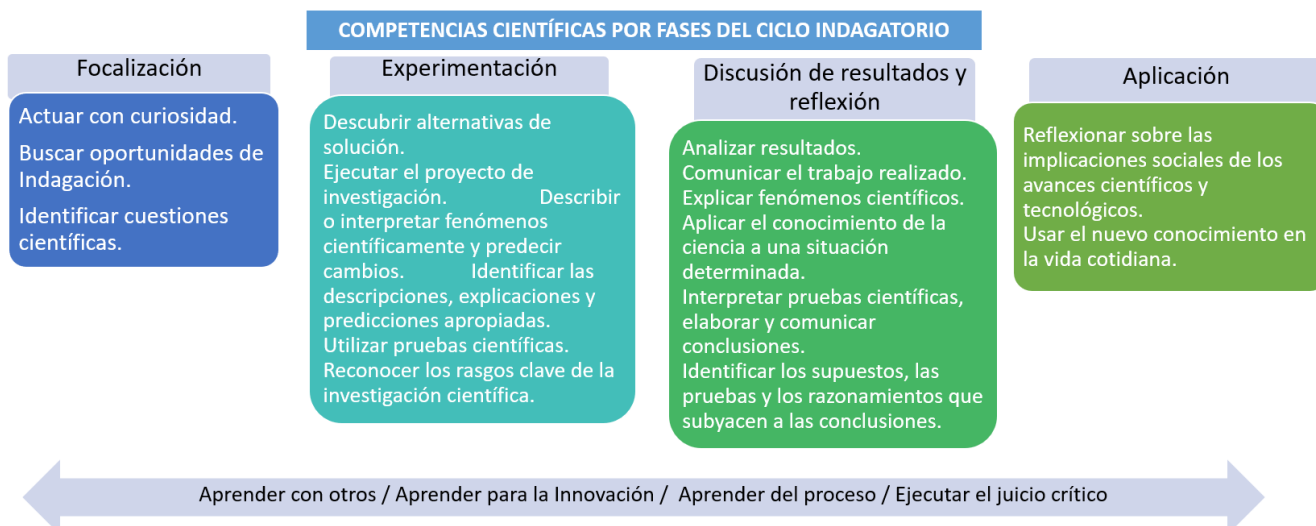 COMPETENCIAS CIENTÍFICAS POR FASES DEL CICLO INDAGATORIO
Focalización
Actuar con curiosidad.
Buscar oportunidades de
Indagación.
Identificar cuestiones
científicas.
Experimentación
Descubrir alternativas de
solución.
Ejecutar el proyecto de
investigación. Describir
o interpretar fenómenos
científicamente y predecir
cambios. Identificar las
descripciones, explicaciones y
predicciones apropiadas.
Utilizar pruebas científicas.
Reconocer los rasgos clave de la
investigación científica.
Discusión de resultados y
reflexión
Analizar resultados.
Comunicar el trabajo realizado.
Explicar fenómenos científicos.
Aplicar el conocimiento de la
ciencia a una situación
determinada.
Interpretar pruebas científicas,
elaborar y comunicar
conclusiones.
Identificar los supuestos, las
pruebas y los razonamientos que
subyacen a las conclusiones.
Aplicación
Reflexionar sobre las
implicaciones sociales de los
avances científicos y
tecnológicos.
Usar el nuevo conocimiento en
la vida cotidiana.
Aprender con otros / Aprender para la Innovación / Aprender del proceso / Ejecutar el juicio crítico